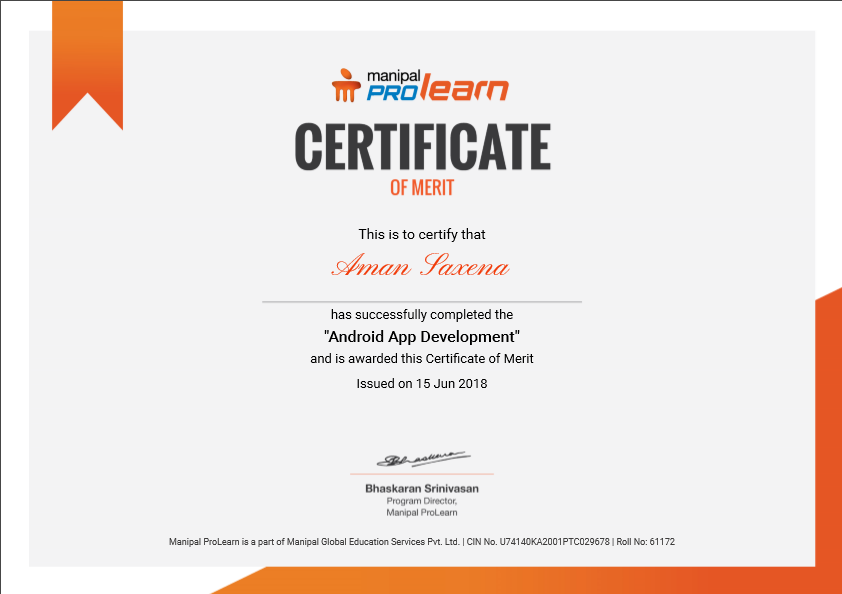 manipal
PROlearn
CERTIFICATE
OF MERIT
This is to certify that
Aman Saxena
has successfully completed the
"Android App Development"
and is awarded this Certificate of Merit
Issued on 15 Jun 2018
Bhaskaran
Bhaskaran Srinivasan
Program Director,
Manipal ProLearn
Manipal ProLearn is a part of Manipal Global Education Services Pvt. Ltd. | CIN No. U74140KA2001PTC029678 | Roll No: 61172